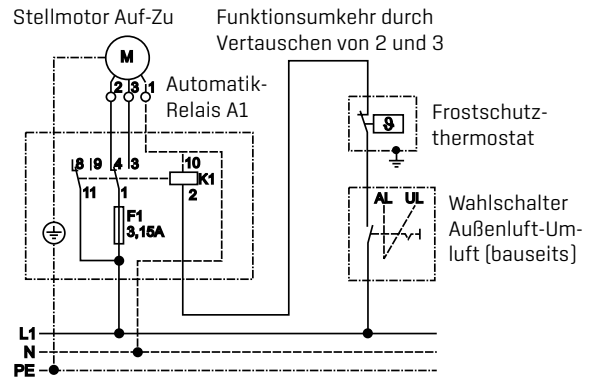 Stellmotor Auf-Zu
Funktionsumkehr durch
Vertauschen von 2 und 3
M
2 3 1
Automatik-
Relais A1
Frostschutz-
thermostat
ϑ
8 9 4 3 10
K1
11 1 2
F1
3,15A
AL UL
Wahlschalter
Außenluft-Um-
luft (bauseits)
L1
N
PE